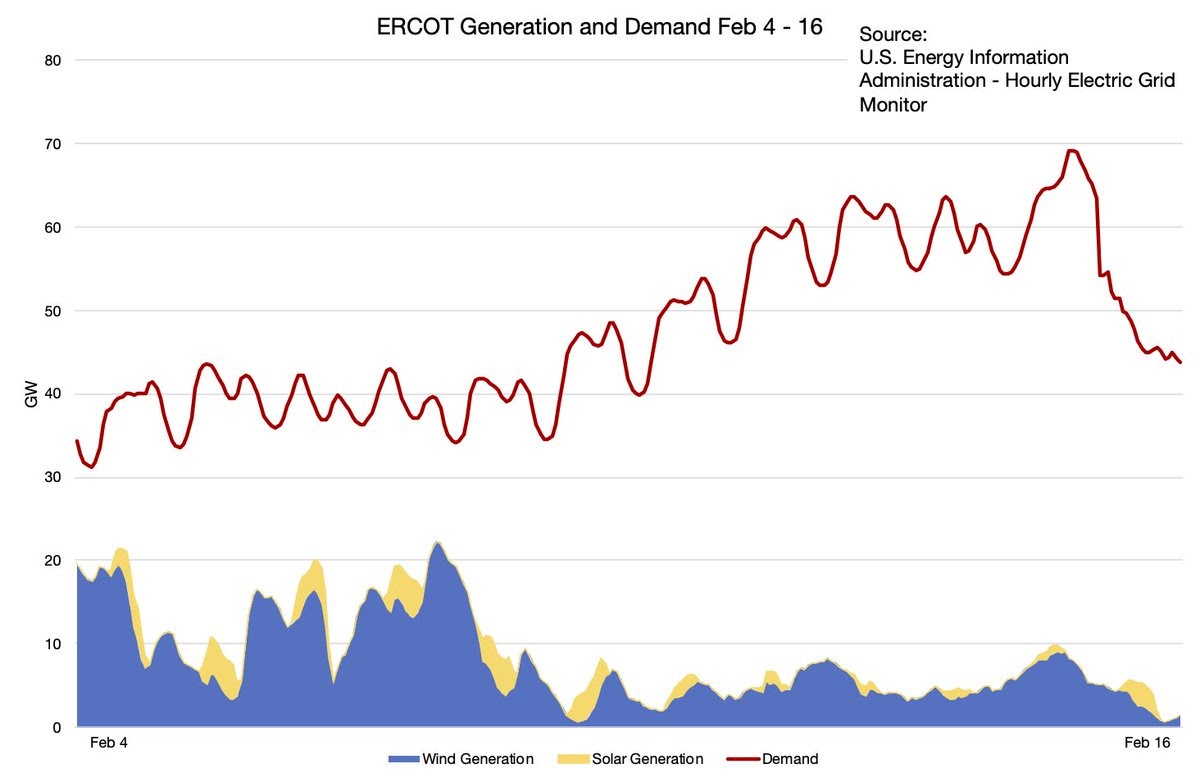 ERCOT Generation and Demand Feb 4 - 16
Source:
U.S. Energy Information
Administration - Hourly Electric Grid
Monitor
80
70
60
50
GW
40
30
20
10
0
Feb 4
Feb 16
Wind Generation
Solar Generation
Demand